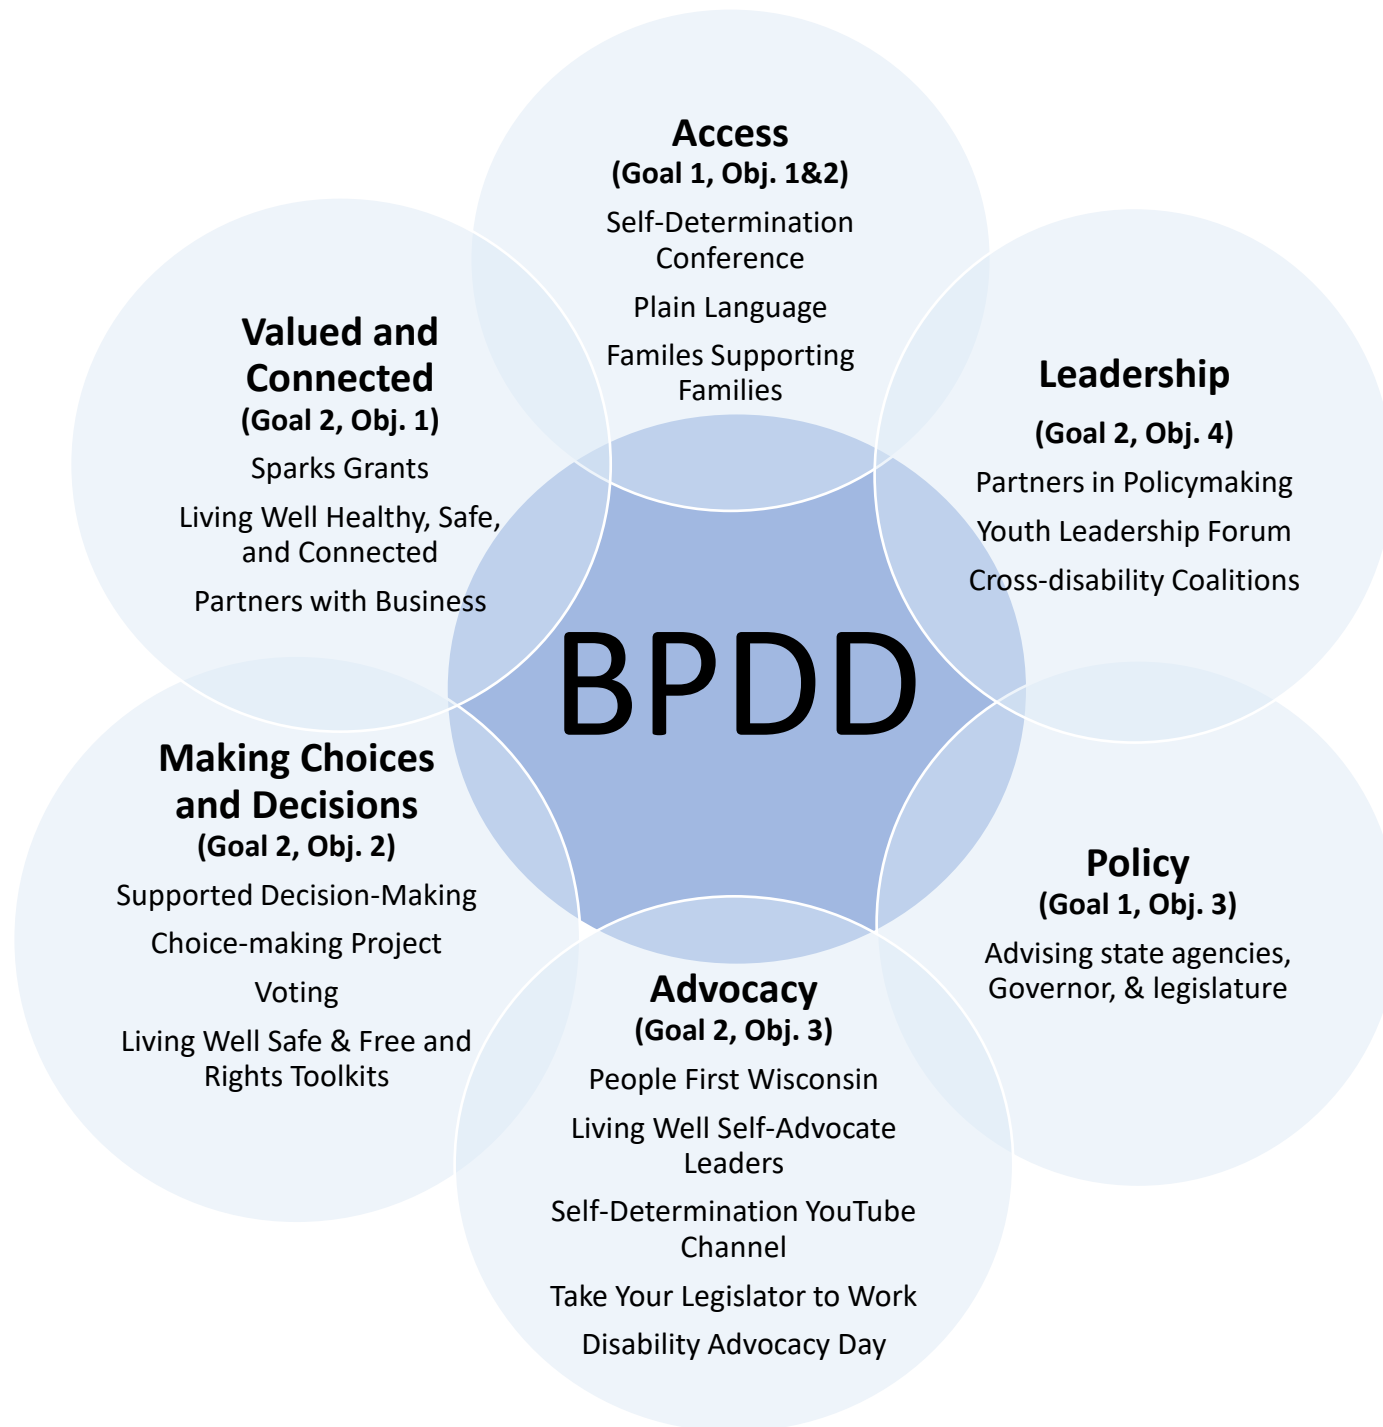 Access
(Goal 1, Obj. 1&2)
Self-Determination
Conference
Plain Language
Familes Supporting
Families
Leadership
(Goal 2, Obj. 4)
Partners in Policymaking
Youth Leadership Forum
Cross-disability Coalitions
Policy
(Goal 1, Obj. 3)
Advising state agencies,
Governor, & legislature
Advocacy
(Goal 2, Obj. 3)
People First Wisconsin
Living Well Self-Advocate
Leaders
Self-Determination YouTube
Channel
Take Your Legislator to Work
Disability Advocacy Day
Making Choices
and Decisions
(Goal 2, Obj. 2)
Supported Decision-Making
Choice-making Project
Voting
Living Well Safe & Free and
Rights Toolkits
Valued and
Connected
(Goal 2, Obj. 1)
Sparks Grants
Living Well Healthy, Safe,
and Connected
Partners with Business
BPDD